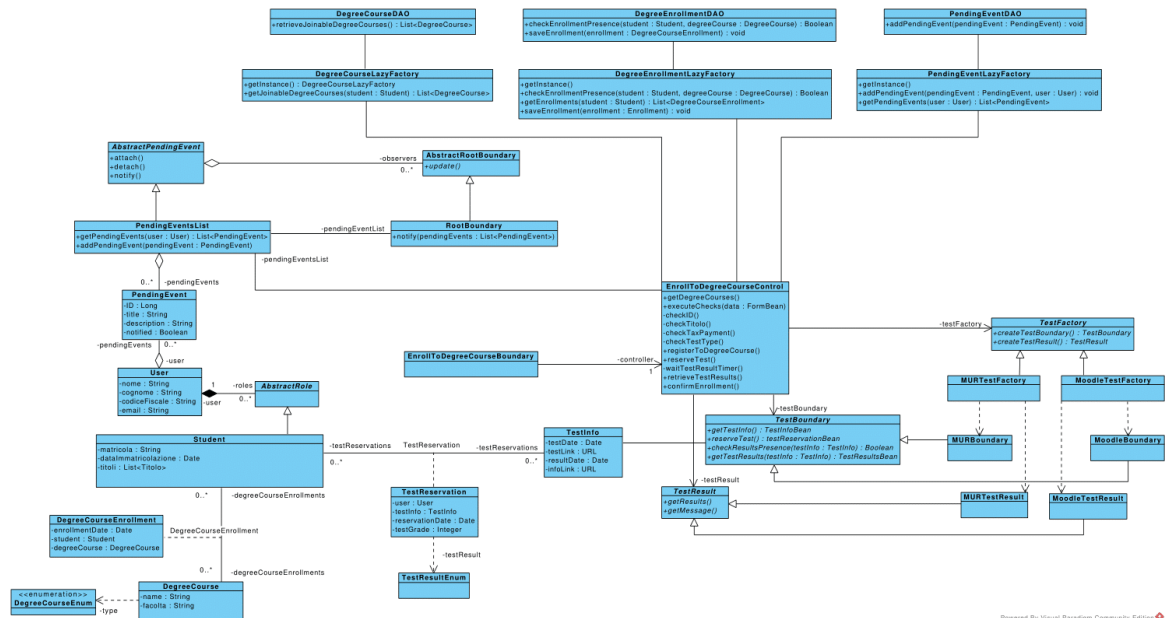 DegreeCourseDAO
+retrieveJoinableDegreeCourses() : List<DegreeCourse>
DegreeEnrollmentDAO
+checkEnrollmentPresence(student : Student, degreeCourse : DegreeCourse) : Boolean
+saveEnrollment(enrollment : DegreeCourseEnrollment) : void
PendingEventDAO
+addPendingEvent(pendingEvent : PendingEvent) : void
DegreeCourseLazyFactory
+getInstance() : DegreeCourseLazyFactory
+getJoinableDegreeCourses(student : Student) : List<DegreeCourse>
DegreeEnrollmentLazyFactory
+getInstance()
+checkEnrollmentPresence(student : Student, degreeCourse : DegreeCourse) : Boolean
+getEnrollments(student : Student) : List<DegreeCourseEnrollment>
+saveEnrollment(enrollment : Enrollment) : void
PendingEventLazyFactory
+getInstance()
+addPendingEvent(pendingEvent : PendingEvent, user : User) : void
+getPendingEvents(user : User) : List<PendingEvent>
AbstractPendingEvent
+attach()
+detach()
+notify()
-observers
0..*
AbstractRootBoundary
+update()
PendingEventsList
+getPendingEvents(user : User) : List<PendingEvent>
+addPendingEvent(pendingEvent : PendingEvent)
-pendingEventList
RootBoundary
+notify(pendingEvents : List<PendingEvent>)
-pendingEventsList
0..*
-pendingEvents
PendingEvent
-ID : Long
-title : String
-description : String
-notified : Boolean
-pendingEvents
0..*
-user
User
-nome : String
-cognome : String
-codiceFiscale : String
-email : String
1
-user
-roles
0..*
AbstractRole
EnrollToDegreeCourseControl
+getDegreeCourses()
+executeChecks(data : FormBean)
-checkID()
-checkTitolo()
-checkTaxPayment()
-checkTestType()
+registerToDegreeCourse()
+reserveTest()
-waitTestResultTimer()
+retrieveTestResults()
+confirmEnrollment()
EnrollToDegreeCourseBoundary
-controller
1
-testFactory
TestFactory
+createTestBoundary() : TestBoundary
+createTestResult() : TestResult
MURTestFactory
MoodleTestFactory
-testBoundary
TestBoundary
+getTestInfo() : TestInfoBean
+reserveTest() : testReservationBean
+checkResultsPresence(testInfo : TestInfo) : Boolean
+getTestResults(testInfo : TestInfo) : TestResultsBean
MURBoundary
MoodleBoundary
-testResult
TestResult
+getResults()
+getMessage()
MURTestResult
MoodleTestResult
Student
-matricola : String
-dataImmatricolazione : Date
-titoli : List<Titolo>
-testReservations
0..*
TestReservation
-testReservations
0..*
TestInfo
-testDate : Date
-testLink : URL
-resultDate : Date
-infoLink : URL
TestReservation
-user : User
-testInfo : TestInfo
-reservationDate : Date
-testGrade : Integer
-testResult
TestResultEnum
0..*
-degreeCourseEnrollments
DegreeCourseEnrollment
-enrollmentDate : Date
-student : Student
-degreeCourse : DegreeCourse
DegreeCourseEnrollment
0..*
-degreeCourseEnrollments
<<enumeration>>
DegreeCourseEnum
-type
DegreeCourse
-name : String
-facolta : String
Powered By Visual Paradigm Community Edition